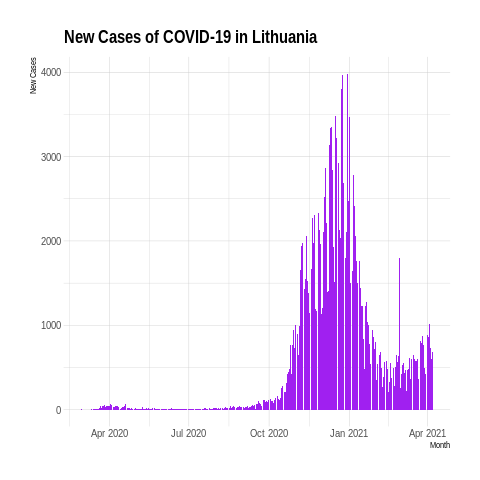 New Cases of COVID-19 in Lithuania
New Cases
4000
3000
2000
1000
0
Apr 2020 Jul 2020 Oct 2020 Jan 2021 Apr 2021
Month